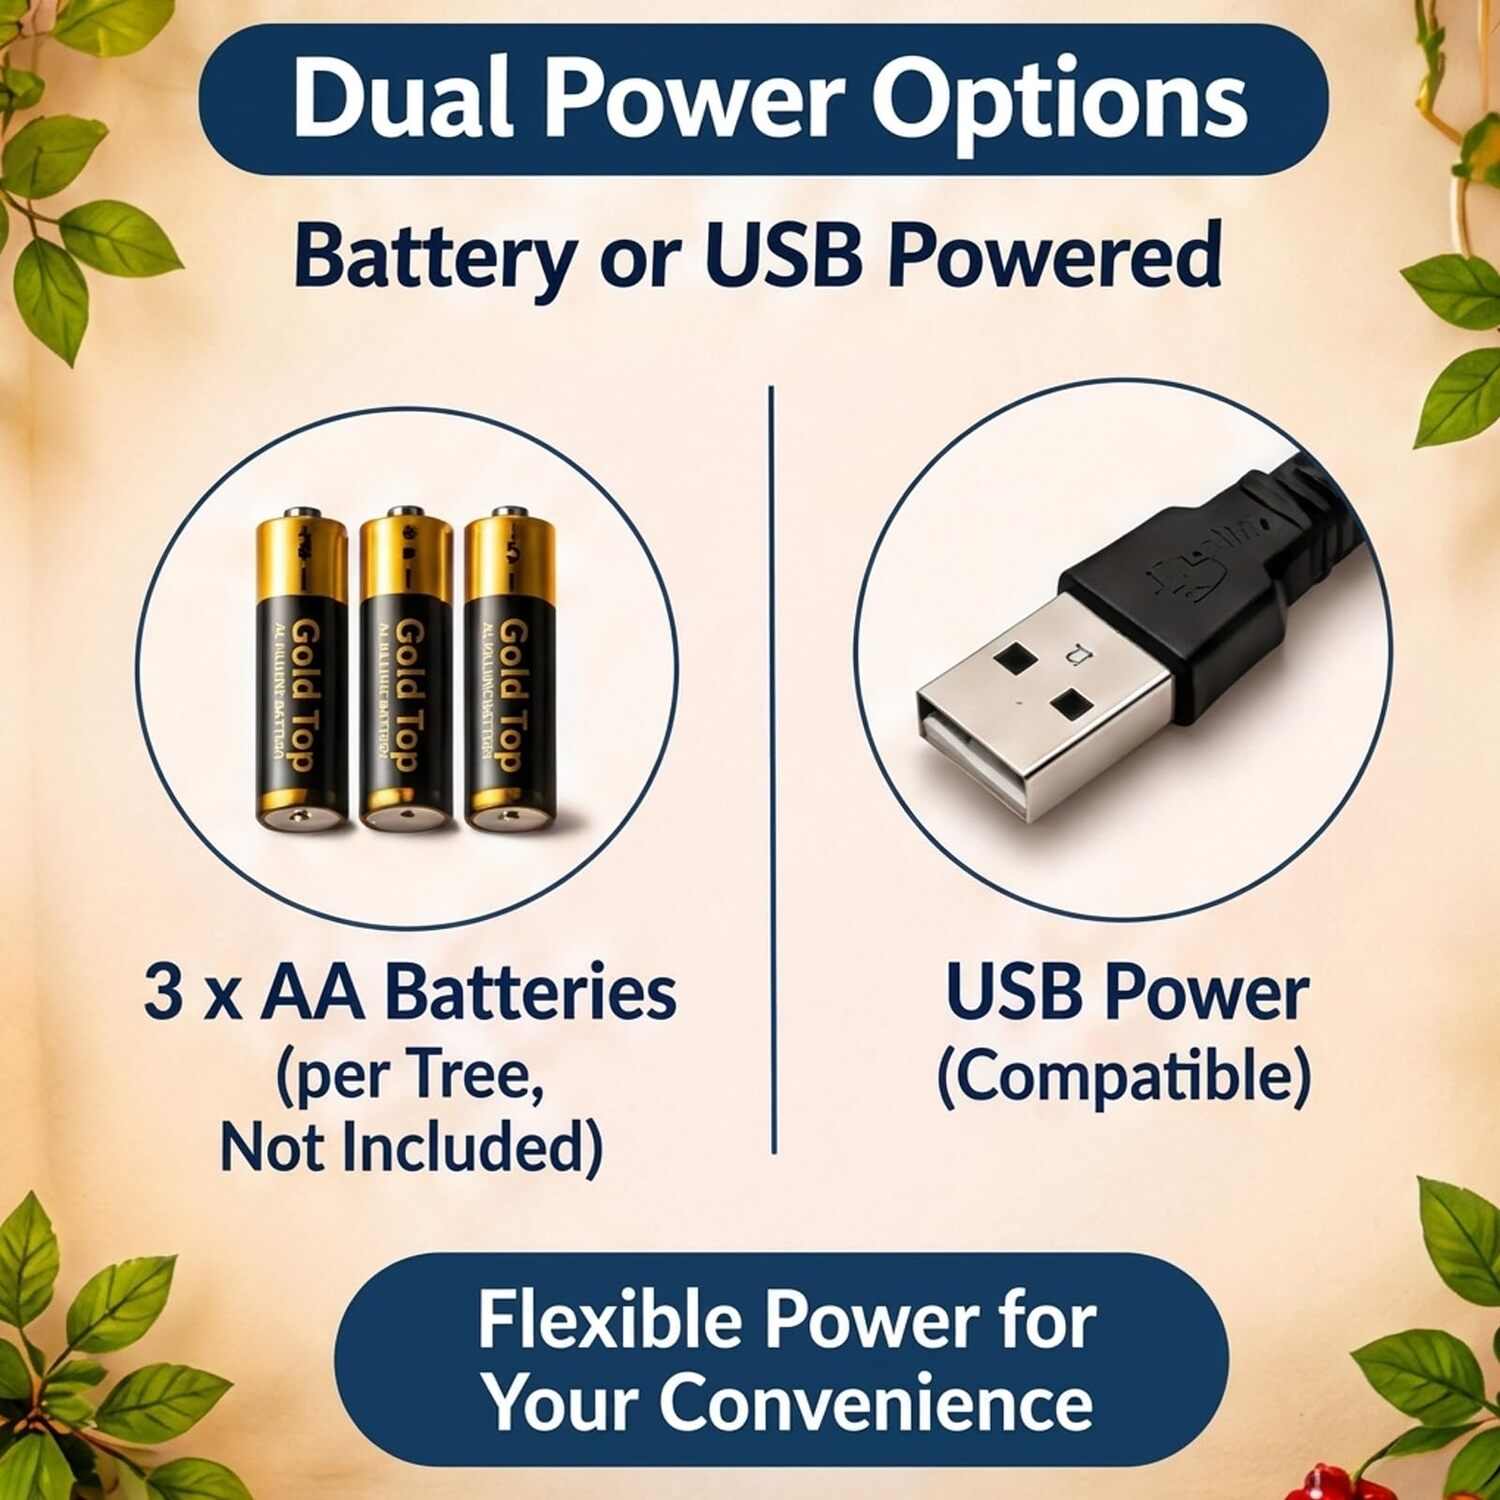 Dual Power Options
Battery or USB Powered
Gold Top
Gold Top
Gold Top
3 x AA Batteries
(per Tree,
Not Included)
USB Power
(Compatible)
Flexible Power for
Your Convenience